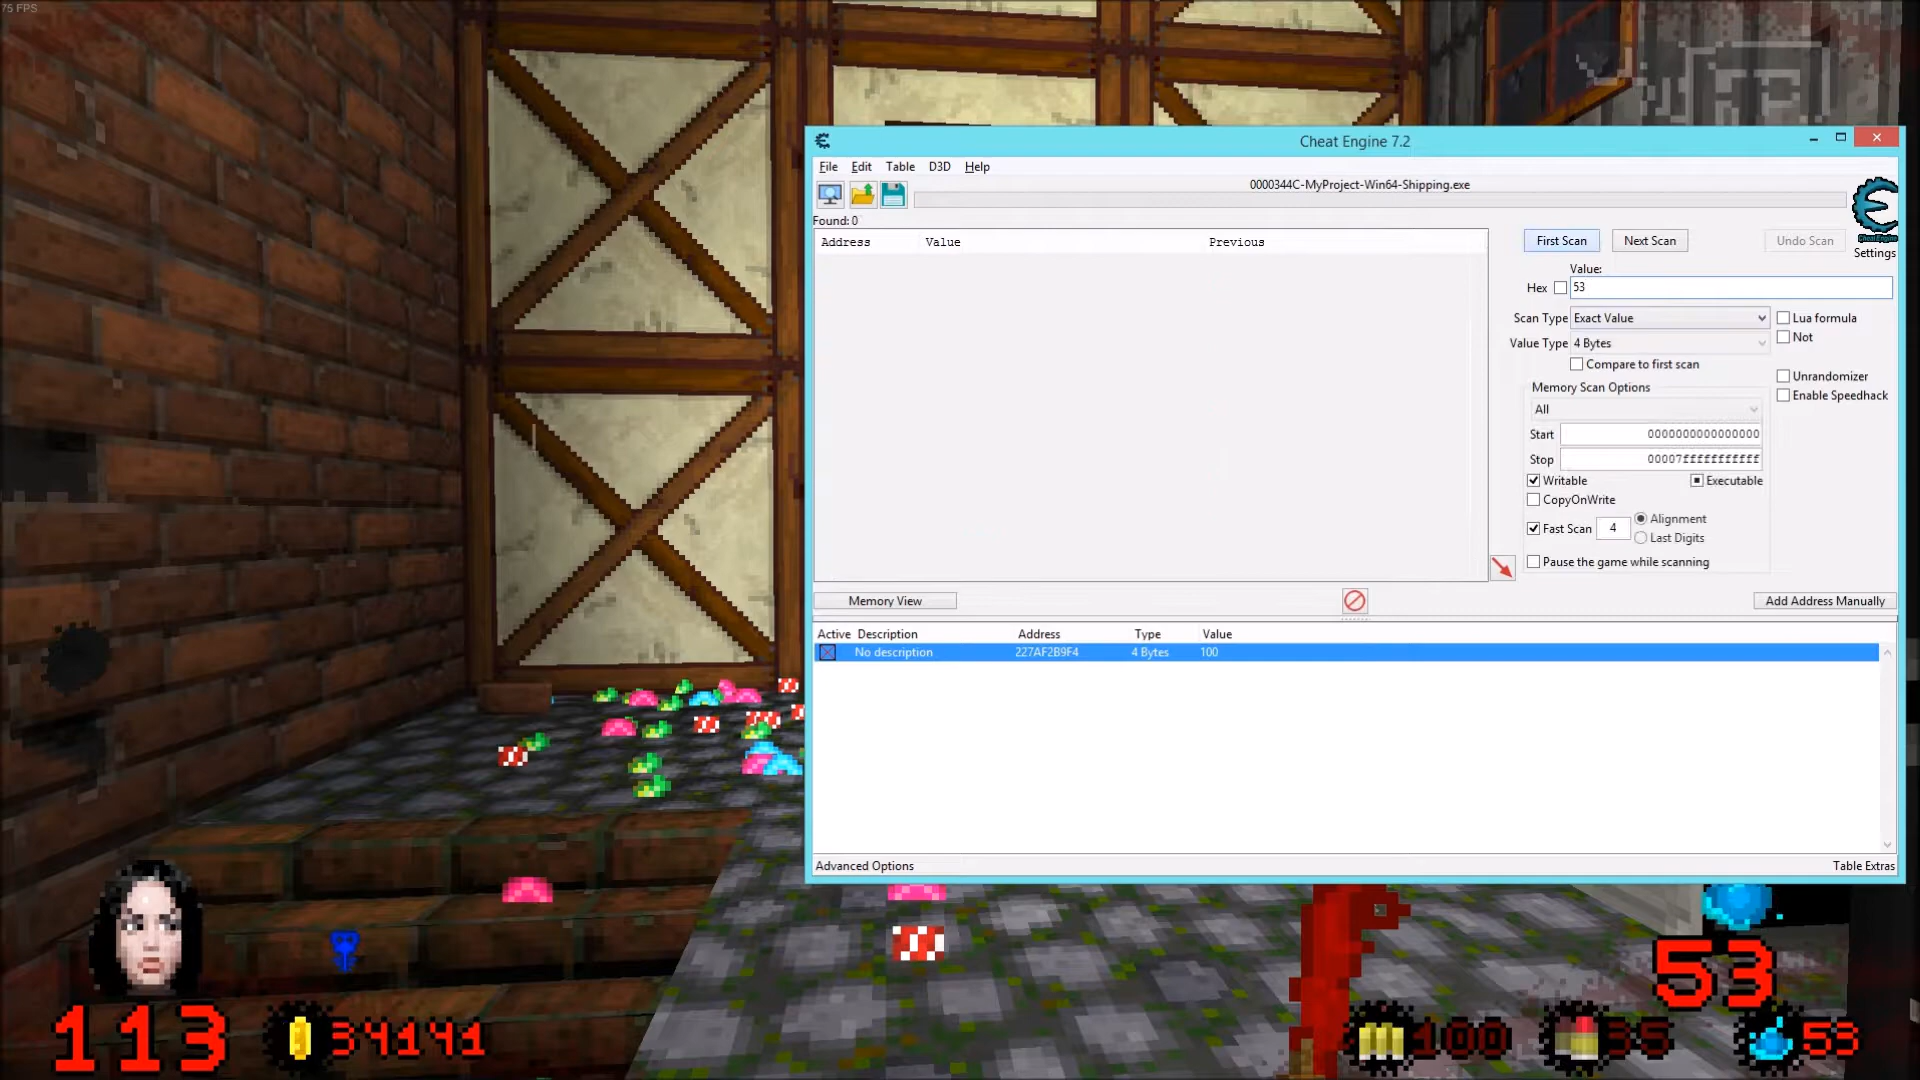 75 FPS
Cheat Engine 7.2
File Edit Table D3D Help
0000344C-MyProject-Win64-Shipping.exe
Found: 0
Address Value Previous
First Scan Next Scan Undo Scan
Cheat Engine
Settings
Value:
Hex 53
Scan Type Exact Value Lua formula
Not
Value Type 4 Bytes
Compare to first scan
Unrandomizer
Memory Scan Options
Enable Speedhack
All
Start 0000000000000000
Stop 00007fffffffffff
Writable Executable
CopyOnWrite
Fast Scan 4 Alignment
Last Digits
Pause the game while scanning
Memory View Add Address Manually
Active Description Address Type Value
No description 227AF2B9F4 4 Bytes 100
Advanced Options Table Extras
53
113 34141 100 35 53